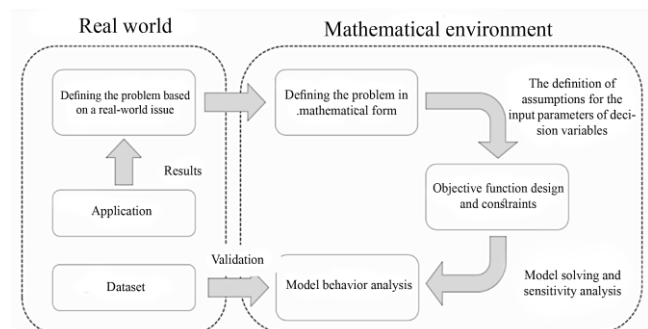 Real world
Mathematical environment
Defining the problem based
on a real-world issue
Defining the problem in
.mathematical form
The definition of
assumptions for the
input parameters of deci-
sion variables
Results
Application
Objective function design
and constraints
Validation
Dataset
Model behavior analysis
Model solving and
sensitivity analysis